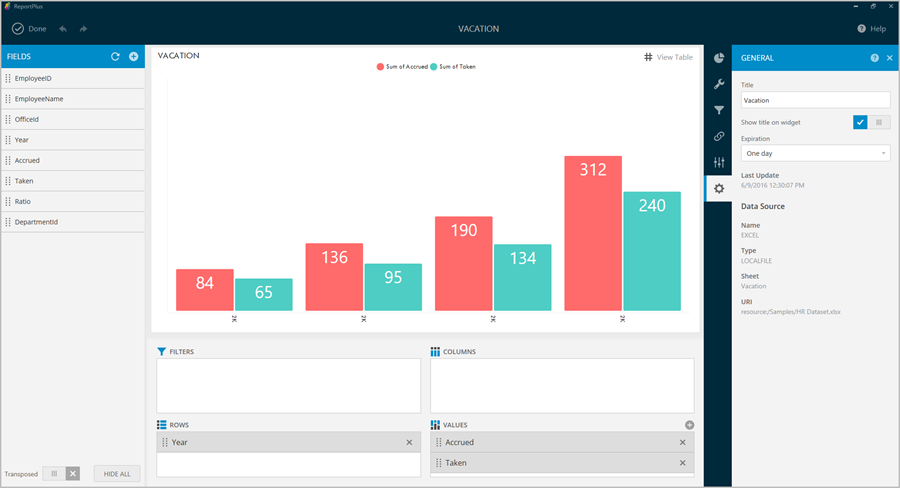 ReportPlus
Done
VACATION
Help
FIELDS
EmployeeID
EmployeeName
OfficeId
Year
Accrued
Taken
Ratio
DepartmentId
Transposed
HIDE ALL
VACATION
View Table
Sum of Accrued Sum of Taken
84
65
136
95
190
134
312
240
2K
2K
2K
2K
FILTERS
COLUMNS
ROWS
Year
VALUES
Accrued
Taken
GENERAL
Title
Vacation
Show title on widget
Expiration
One day
Last Update
6/9/2016 12:30:07 PM
Data Source
Name
EXCEL
Type
LOCALFILE
Sheet
Vacation
URI
resource:/Samples/HR Dataset.xlsx